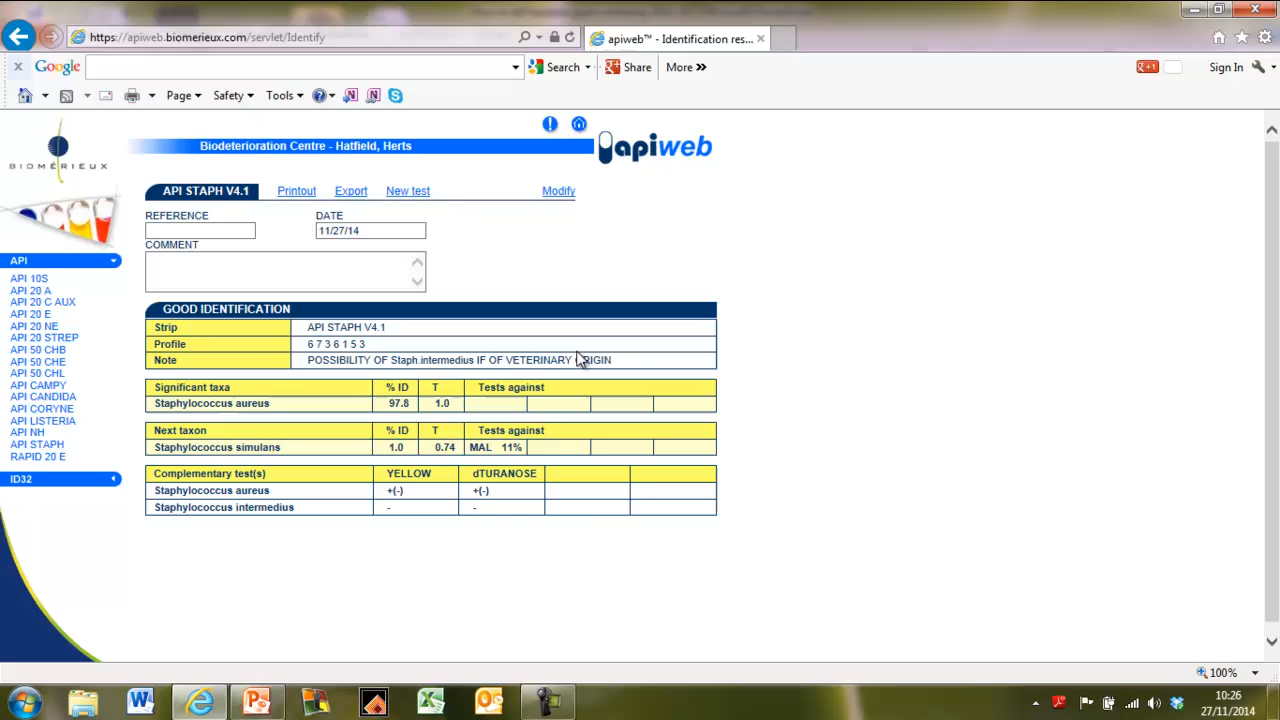 https://apiweb.biomerieux.com/servlet/Identify
apiweb™ - Identification res...
Google
Search
Share
More »
+1
Sign In
Page
Safety
Tools
BIOMÉRIEUX
Biodeterioration Centre - Hatfield, Herts
apiweb
API STAPH V4.1 Printout Export New test Modify
REFERENCE DATE
11/27/14
COMMENT
API
API 10S
API 20 A
API 20 C AUX
API 20 E
API 20 NE
API 20 STREP
API 50 CHB
API 50 CHE
API 50 CHL
API CAMPY
API CANDIDA
API CORYNE
API LISTERIA
API NH
API STAPH
RAPID 20 E
ID32
GOOD IDENTIFICATION
Strip API STAPH V4.1
Profile 6 7 3 6 1 5 3
Note POSSIBILITY OF Staph.intermedius IF OF VETERINARY ORIGIN
Significant taxa % ID T Tests against
Staphylococcus aureus 97.8 1.0
Next taxon % ID T Tests against
Staphylococcus simulans 1.0 0.74 MAL 11%
Complementary test(s) YELLOW dTURANOSE
Staphylococcus aureus +(-) +(-)
Staphylococcus intermedius - -
100%
10:26
27/11/2014